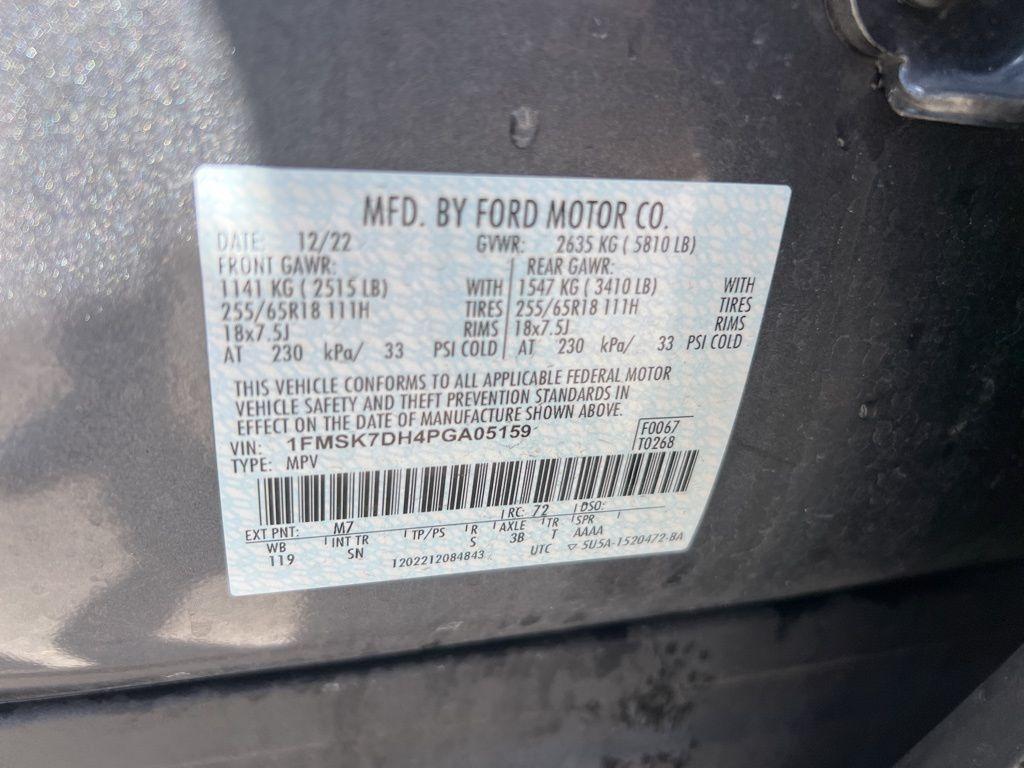 MFD. BY FORD MOTOR CO.
DATE: 12/22 GVWR: 2635 KG ( 5810 LB)
FRONT GAWR: REAR GAWR:
1141 KG ( 2515 LB) WITH 1547 KG ( 3410 LB) WITH
255/65R18 111H TIRES 255/65R18 111H TIRES
18x7.5J RIMS 18x7.5J RIMS
AT 230 kPa/ 33 PSI COLD AT 230 kPa/ 33 PSI COLD
THIS VEHICLE CONFORMS TO ALL APPLICABLE FEDERAL MOTOR
VEHICLE SAFETY AND THEFT PREVENTION STANDARDS IN
EFFECT ON THE DATE OF MANUFACTURE SHOWN ABOVE.
VIN: 1FMSK7DH4PGA05159 F0067
TYPE: MPV T0268
EXT PNT: M7 RC: 72 DSO:
WB INT TR TP/PS R AXLE TR SPR
119 SN S 3B T AAAA
1202212084843 UTC ▽ 5U5A-1520472-BA